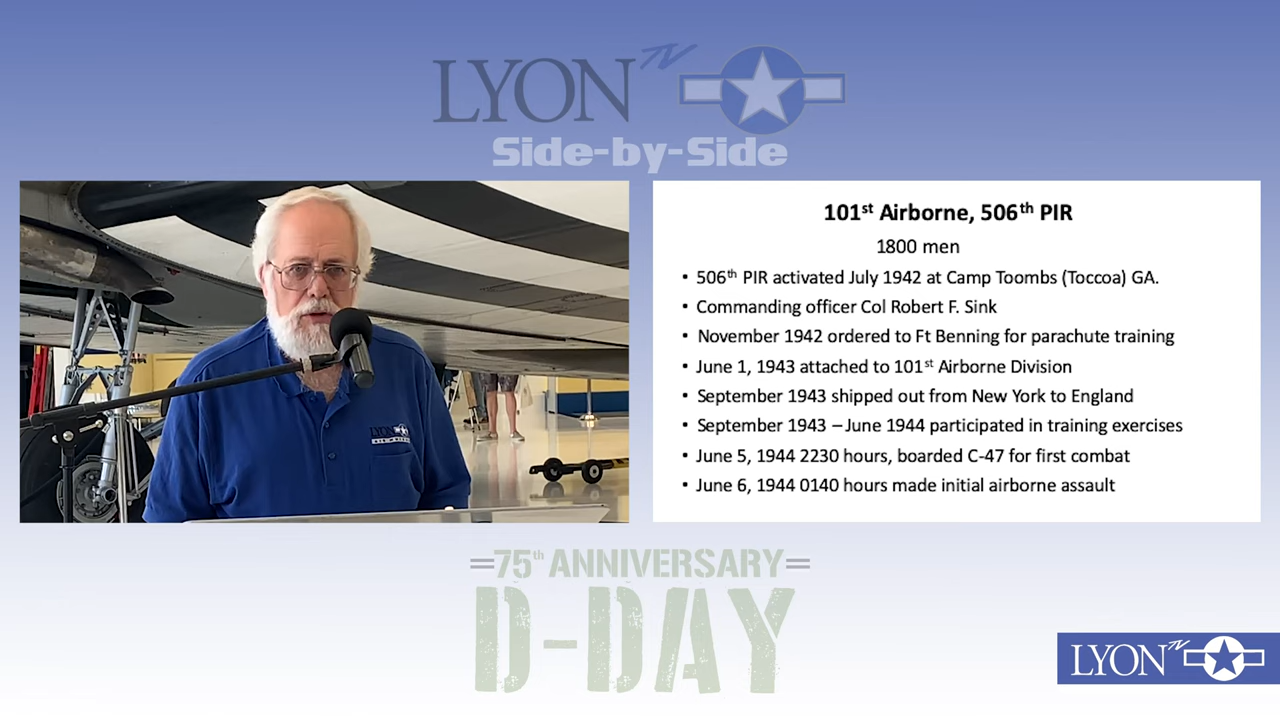 LYON TV
Side-by-Side
101st Airborne, 506th PIR
1800 men
• 506th PIR activated July 1942 at Camp Toombs (Toccoa) GA.
• Commanding officer Col Robert F. Sink
• November 1942 ordered to Ft Benning for parachute training
• June 1, 1943 attached to 101st Airborne Division
• September 1943 shipped out from New York to England
• September 1943 – June 1944 participated in training exercises
• June 5, 1944 2230 hours, boarded C-47 for first combat
• June 6, 1944 0140 hours made initial airborne assault
LYON
75th ANNIVERSARY
D-DAY
LYON TV